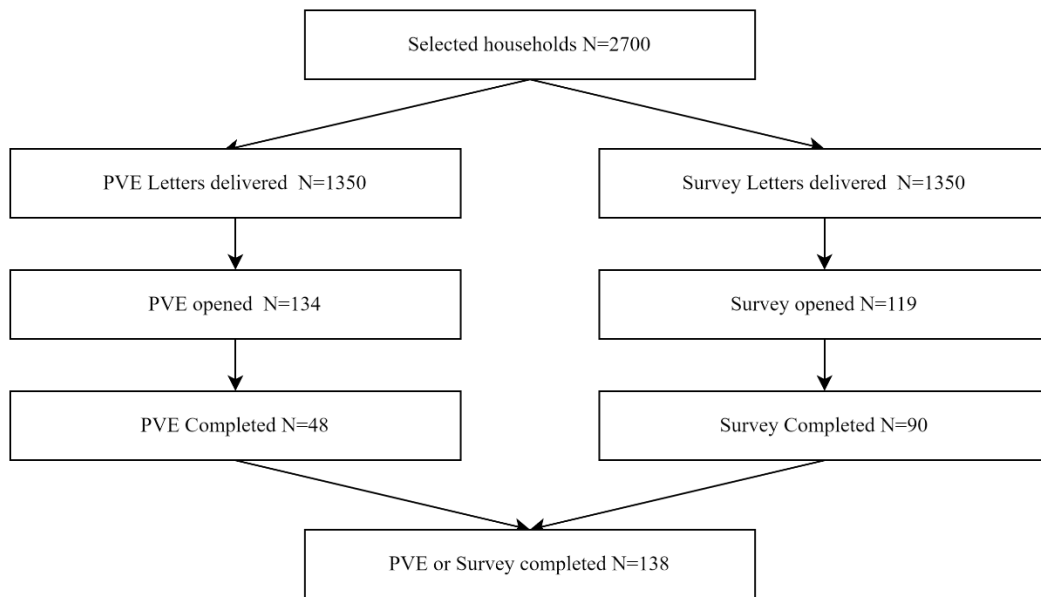 Selected households N=2700
PVE Letters delivered  N=1350
Survey Letters delivered  N=1350
PVE opened  N=134
Survey opened N=119
PVE Completed N=48
Survey Completed N=90
PVE or Survey completed N=138